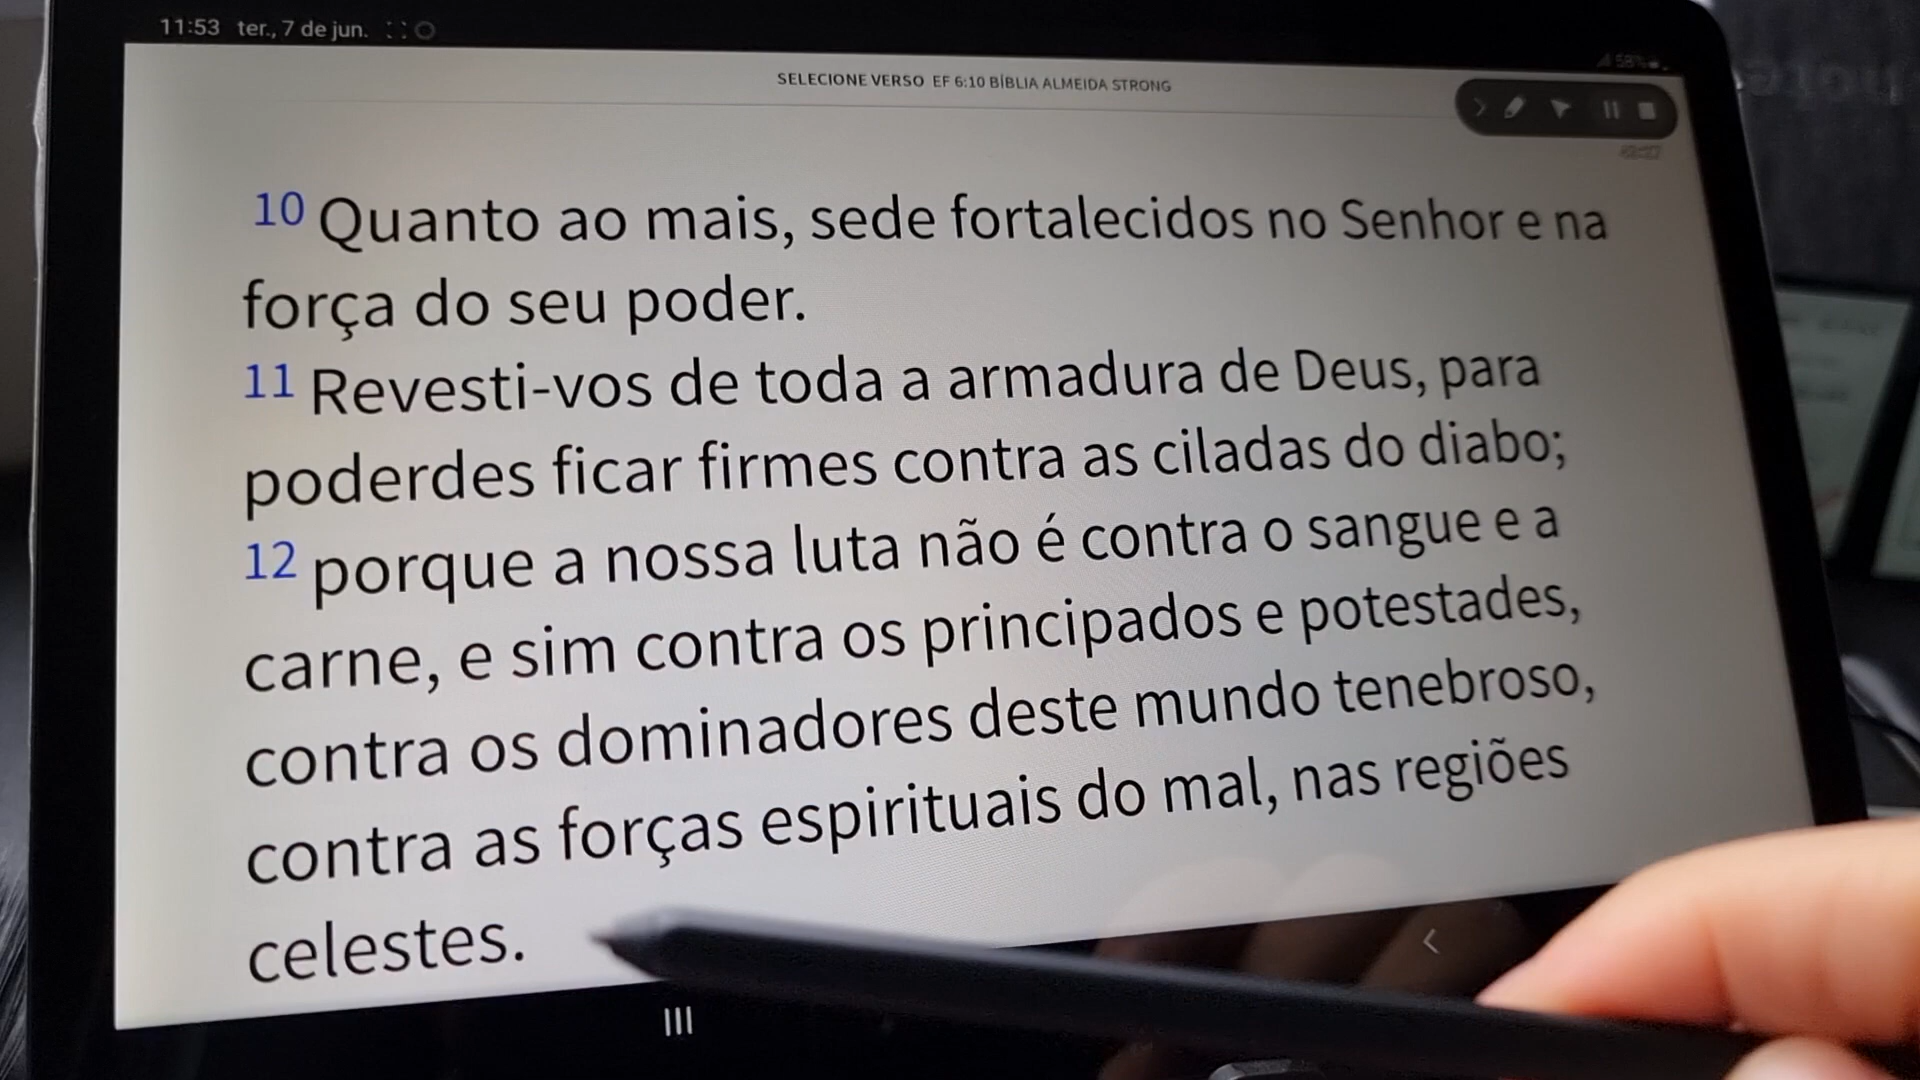 11:53 ter., 7 de jun.
58%
SELECIONE VERSO EF 6:10 BÍBLIA ALMEIDA STRONG
10 Quanto ao mais, sede fortalecidos no Senhor e na
força do seu poder.
11 Revesti-vos de toda a armadura de Deus, para
poderdes ficar firmes contra as ciladas do diabo;
12 porque a nossa luta não é contra o sangue e a
carne, e sim contra os principados e potestades,
contra os dominadores deste mundo tenebroso,
contra as forças espirituais do mal, nas regiões
celestes.